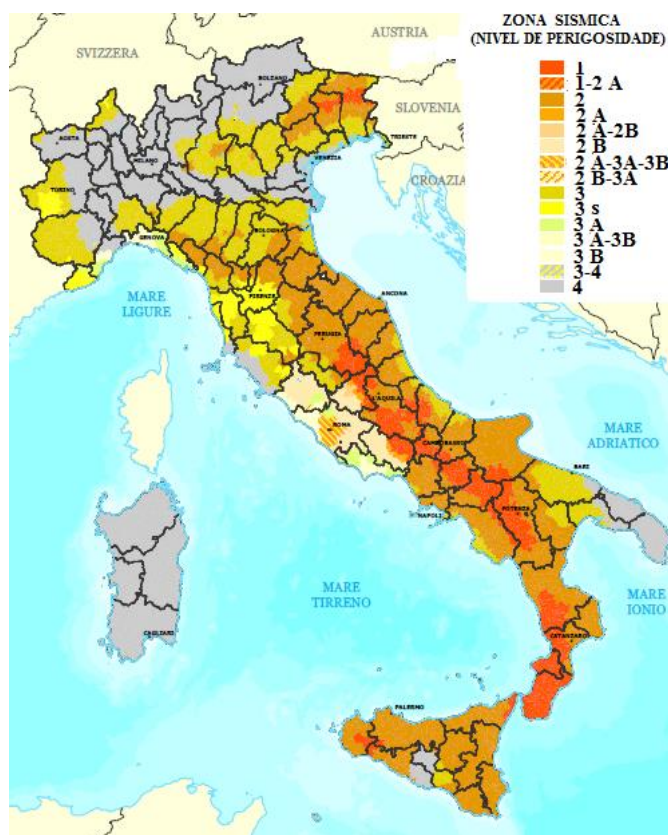 ZONA SISMICA
(NIVEL DE PERIGOSIDADE)
1
1-2 A
2
2 A
2 A-2B
2 B
2 A-3A-3B
2 B-3A
3
3 s
3 A
3 A-3B
3 B
3-4
4
AUSTRIA
SVIZZERA
BOLZANO
SLOVENIA
TRIESTE
AOSTA
MILANO
VENEZIA
CROAZIA
TORINO
GENOVA
BOLOGNA
MARE
LIGURE
FIRENZE
ANCONA
PERUGIA
L'AQUILA
ROMA
MARE
ADRIATICO
CAMPOBASSO
BARI
NAPOLI
POTENZA
MARE
TIRRENO
MARE
IONIO
CAGLIARI
CATANZARO
PALERMO